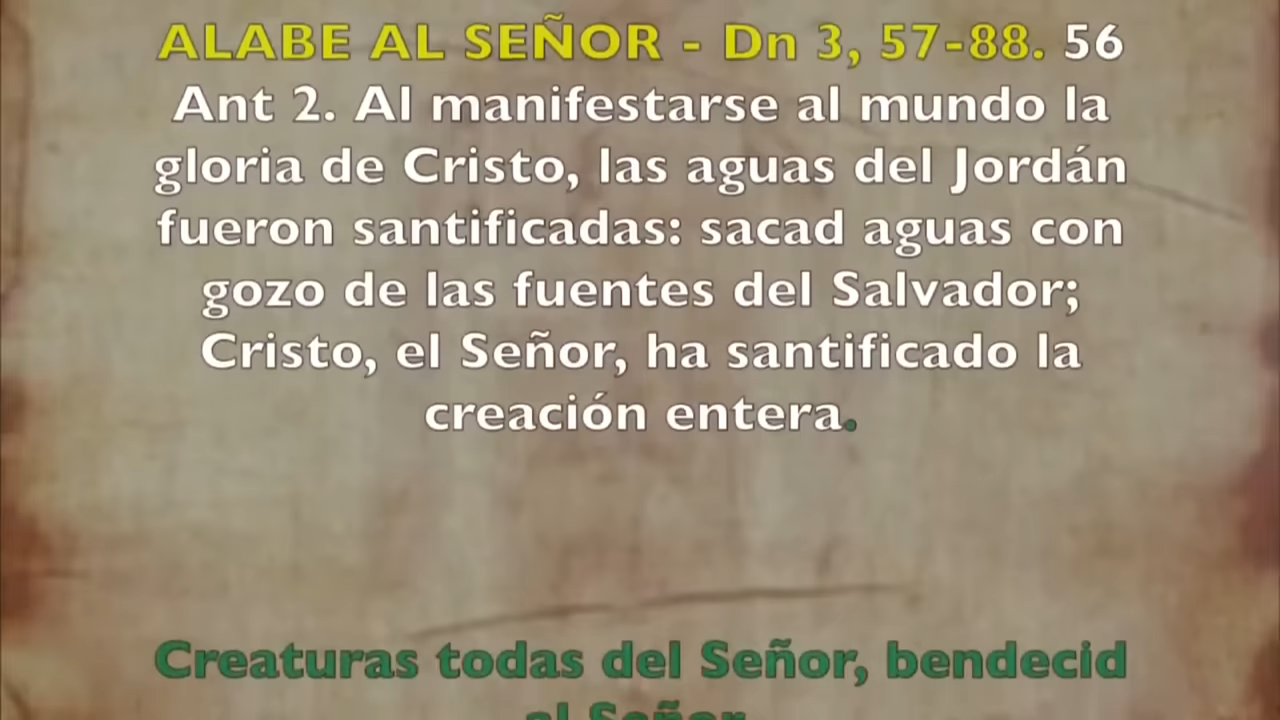 ALABE AL SEÑOR - Dn 3, 57-88. 56
Ant 2. Al manifestarse al mundo la
gloria de Cristo, las aguas del Jordán
fueron santificadas: sacad aguas con
gozo de las fuentes del Salvador;
Cristo, el Señor, ha santificado la
creación entera.
Creaturas todas del Señor, bendecid
al Señor